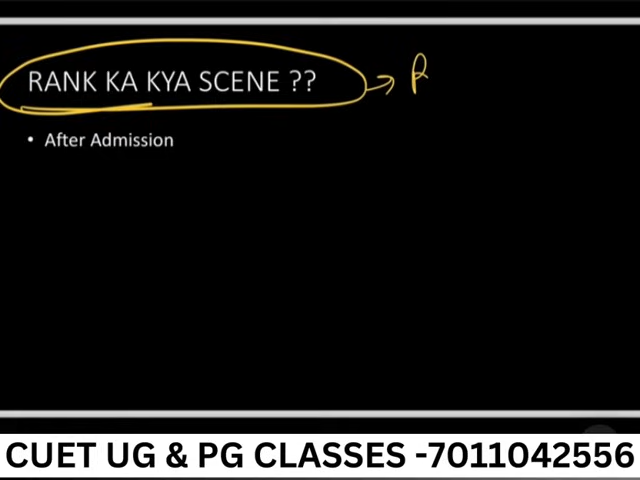 RANK KA KYA SCENE ??
• After Admission
CUET UG & PG CLASSES -7011042556